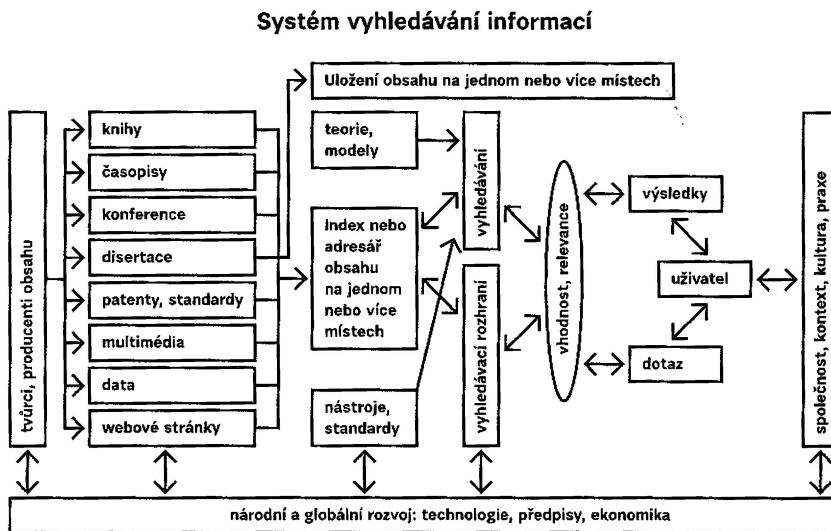 Systém vyhledávání informací
Uložení obsahu na jednom nebo více místech
tvůrci, producenti obsahu
knihy
časopisy
konference
disertace
patenty, standardy
multimédia
data
webové stránky
teorie,
modely
Index nebo
adresář
obsahu
na jednom
nebo více
místech
nástroje,
standardy
vyhledávání
vyhledávací rozhraní
vhodnost, relevance
výsledky
uživatel
dotaz
společnost, kontext, kultura, praxe
národní a globální rozvoj: technologie, předpisy, ekonomika